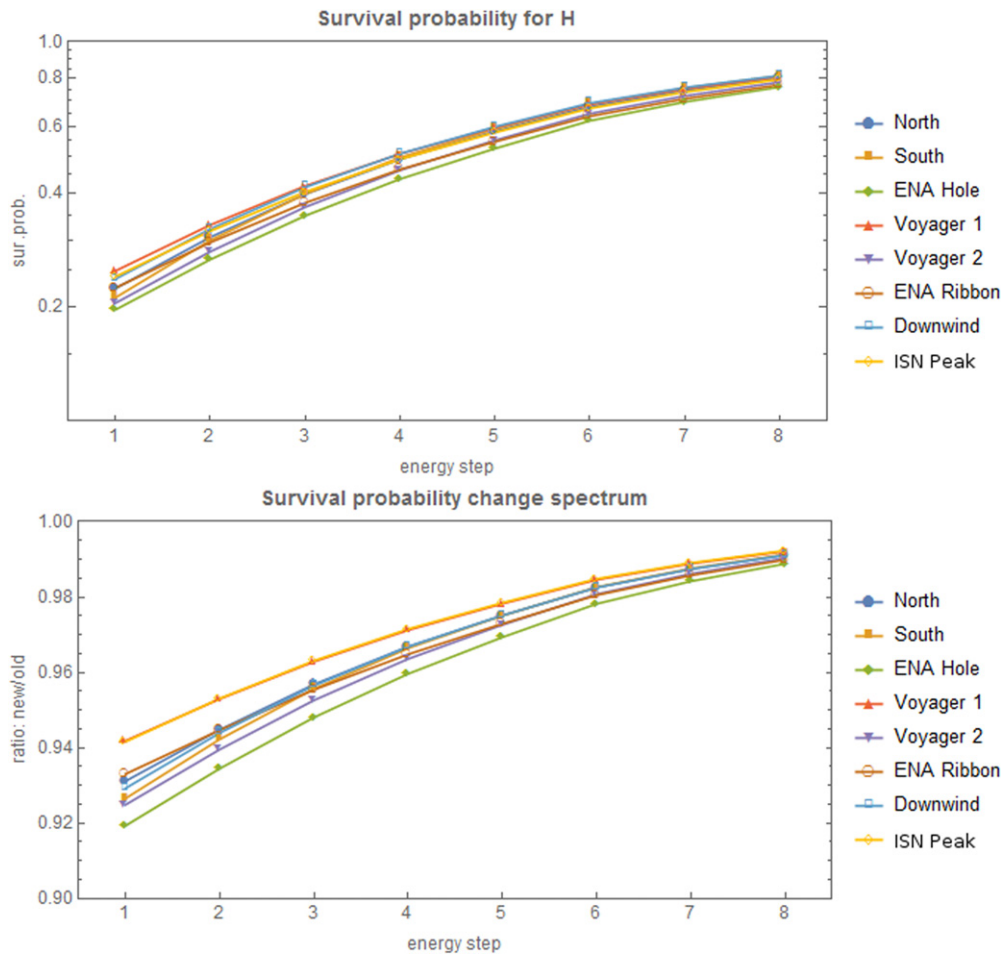 Survival probability for H
1.0
0.8
0.6
0.4
0.2
sur .prob.
1 2 3 4 5 6 7 8
energy step
North
South
ENA Hole
Voyager 1
Voyager 2
ENA Ribbon
Downwind
ISN Peak
Survival probability change spectrum
1.00
0.98
0.96
0.94
0.92
0.90
ratio: new/old
1 2 3 4 5 6 7 8
energy step
North
South
ENA Hole
Voyager 1
Voyager 2
ENA Ribbon
Downwind
ISN Peak